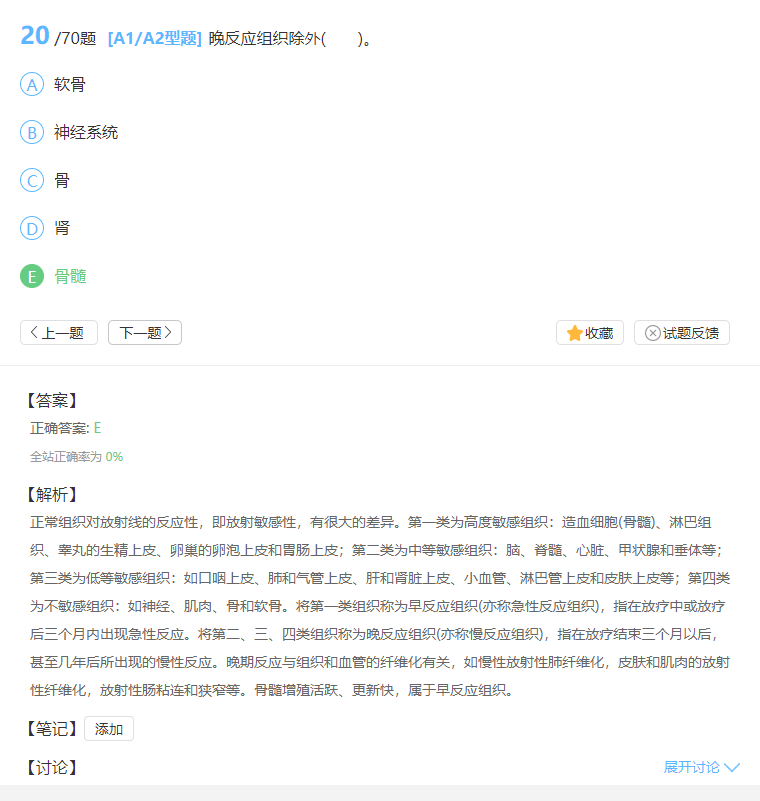 20 /70题 [A1/A2型题] 晚反应组织除外(　　)。
A 软骨
B 神经系统
C 骨
D 肾
E 骨髓
上一题 下一题 收藏 试题反馈
【答案】
正确答案: E
全站正确率为 0%
【解析】
正常组织对放射线的反应性，即放射敏感性，有很大的差异。第一类为高度敏感组织：造血细胞(骨髓)、淋巴组
织、睾丸的生精上皮、卵巢的卵泡上皮和胃肠上皮；第二类为中等敏感组织：脑、脊髓、心脏、甲状腺和垂体等；
第三类为低等敏感组织：如口咽上皮、肺和气管上皮、肝和肾脏上皮、小血管、淋巴管上皮和皮肤上皮等；第四类
为不敏感组织：如神经、肌肉、骨和软骨。将第一类组织称为早反应组织(亦称急性反应组织)，指在放疗中或放疗
后三个月内出现急性反应。将第二、三、四类组织称为晚反应组织(亦称慢反应组织)，指在放疗结束三个月以后，
甚至几年后所出现的慢性反应。晚期反应与组织和血管的纤维化有关，如慢性放射性肺纤维化，皮肤和肌肉的放射
性纤维化，放射性肠粘连和狭窄等。骨髓增殖活跃、更新快，属于早反应组织。
【笔记】 添加
【讨论】 展开讨论